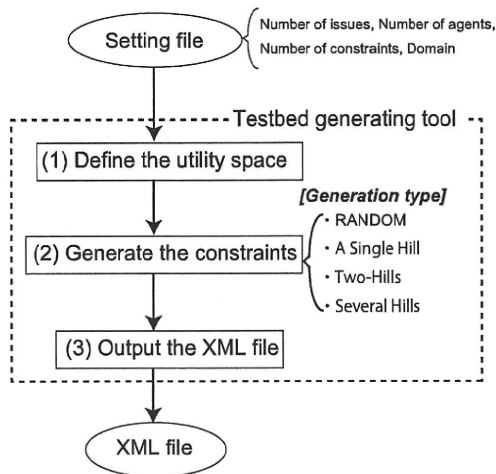 Setting file
Number of issues, Number of agents,
Number of constraints, Domain
Testbed generating tool
(1) Define the utility space
[Generation type]
(2) Generate the constraints
・RANDOM
・A Single Hill
・Two-Hills
・Several Hills
(3) Output the XML file
XML file